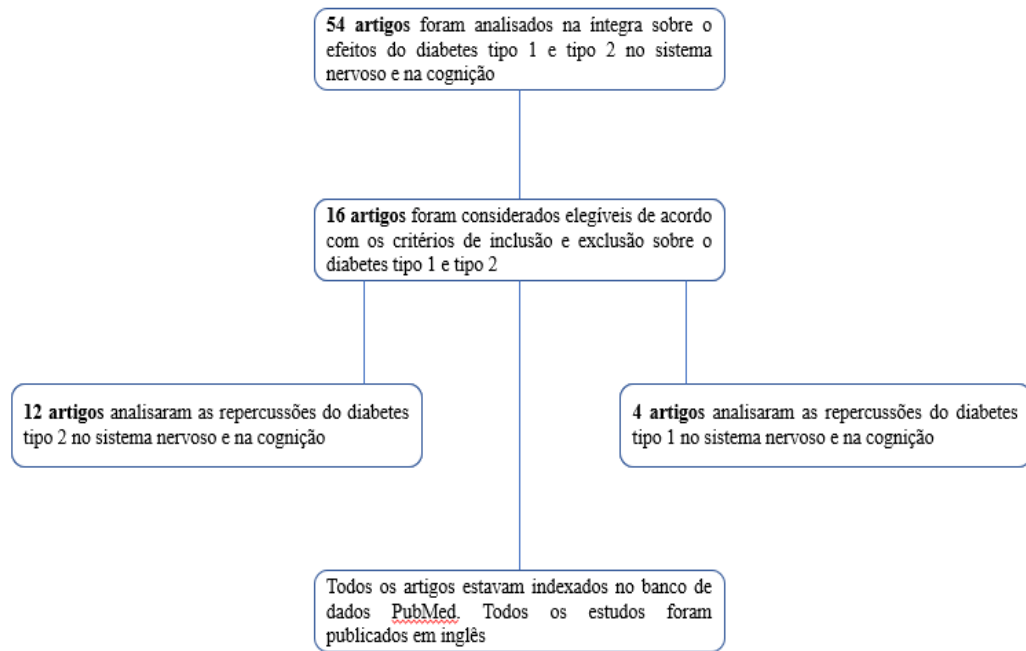 54 artigos foram analisados na íntegra sobre o
efeitos do diabetes tipo 1 e tipo 2 no sistema
nervoso e na cognição
16 artigos foram considerados elegíveis de acordo
com os critérios de inclusão e exclusão sobre o
diabetes tipo 1 e tipo 2
12 artigos analisaram as repercussões do diabetes
tipo 2 no sistema nervoso e na cognição
4 artigos analisaram as repercussões do diabetes
tipo 1 no sistema nervoso e na cognição
Todos os artigos estavam indexados no banco de
dados PubMed. Todos os estudos foram
publicados em inglês